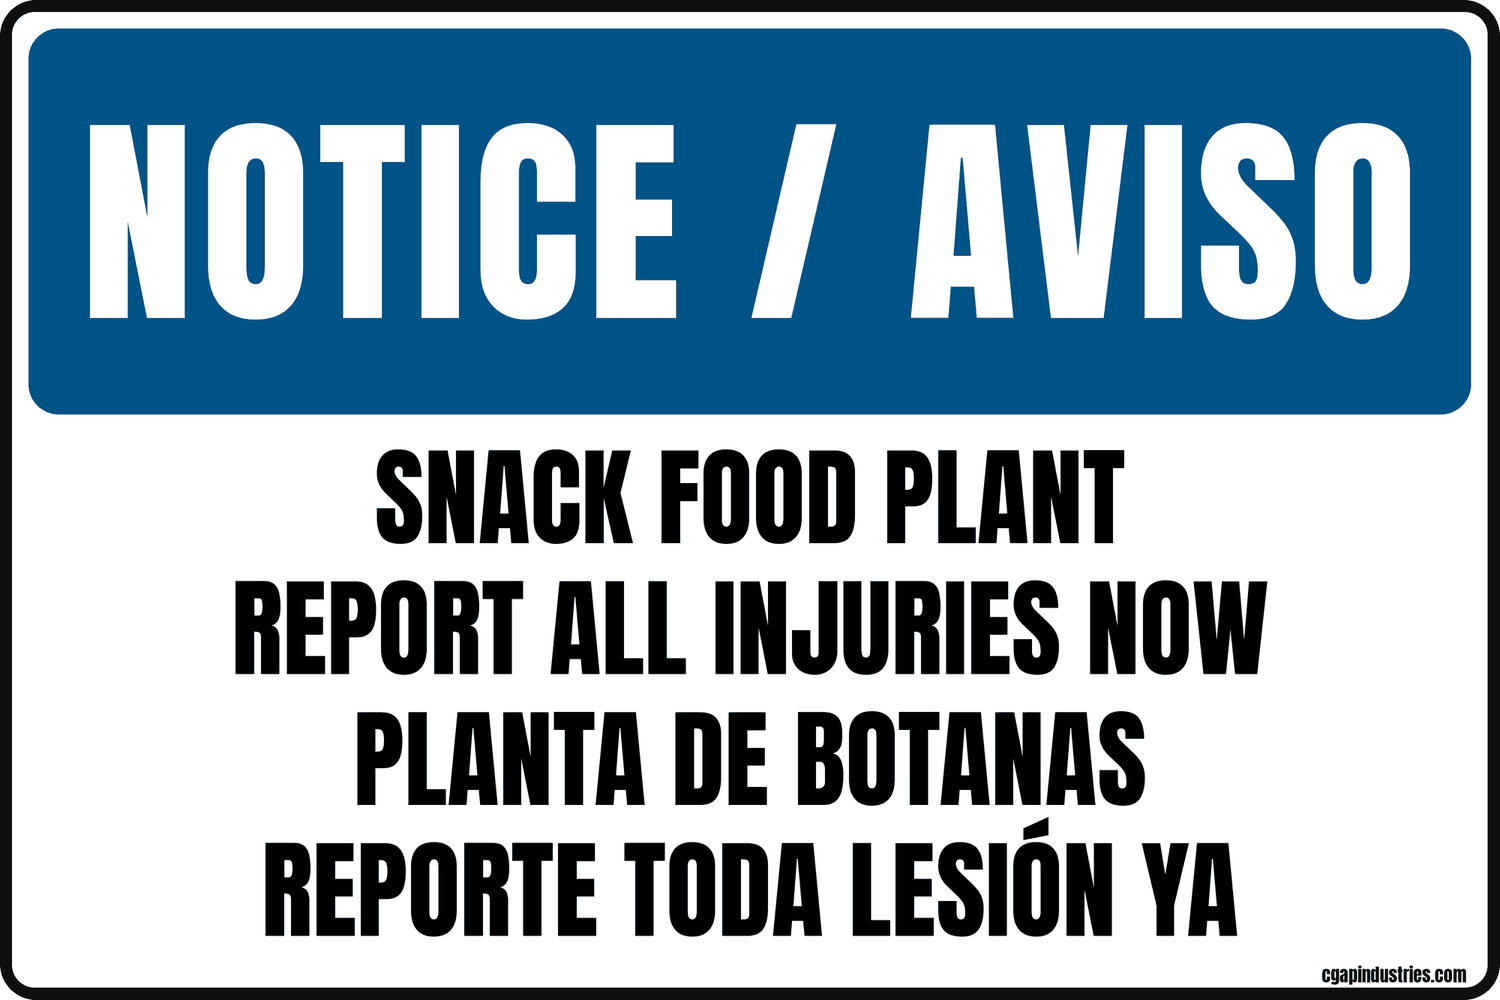 NOTICE / AVISO
SNACK FOOD PLANT
REPORT ALL INJURIES NOW
PLANTA DE BOTANAS
REPORTE TODA LESIÓN YA
cgapindustries.com